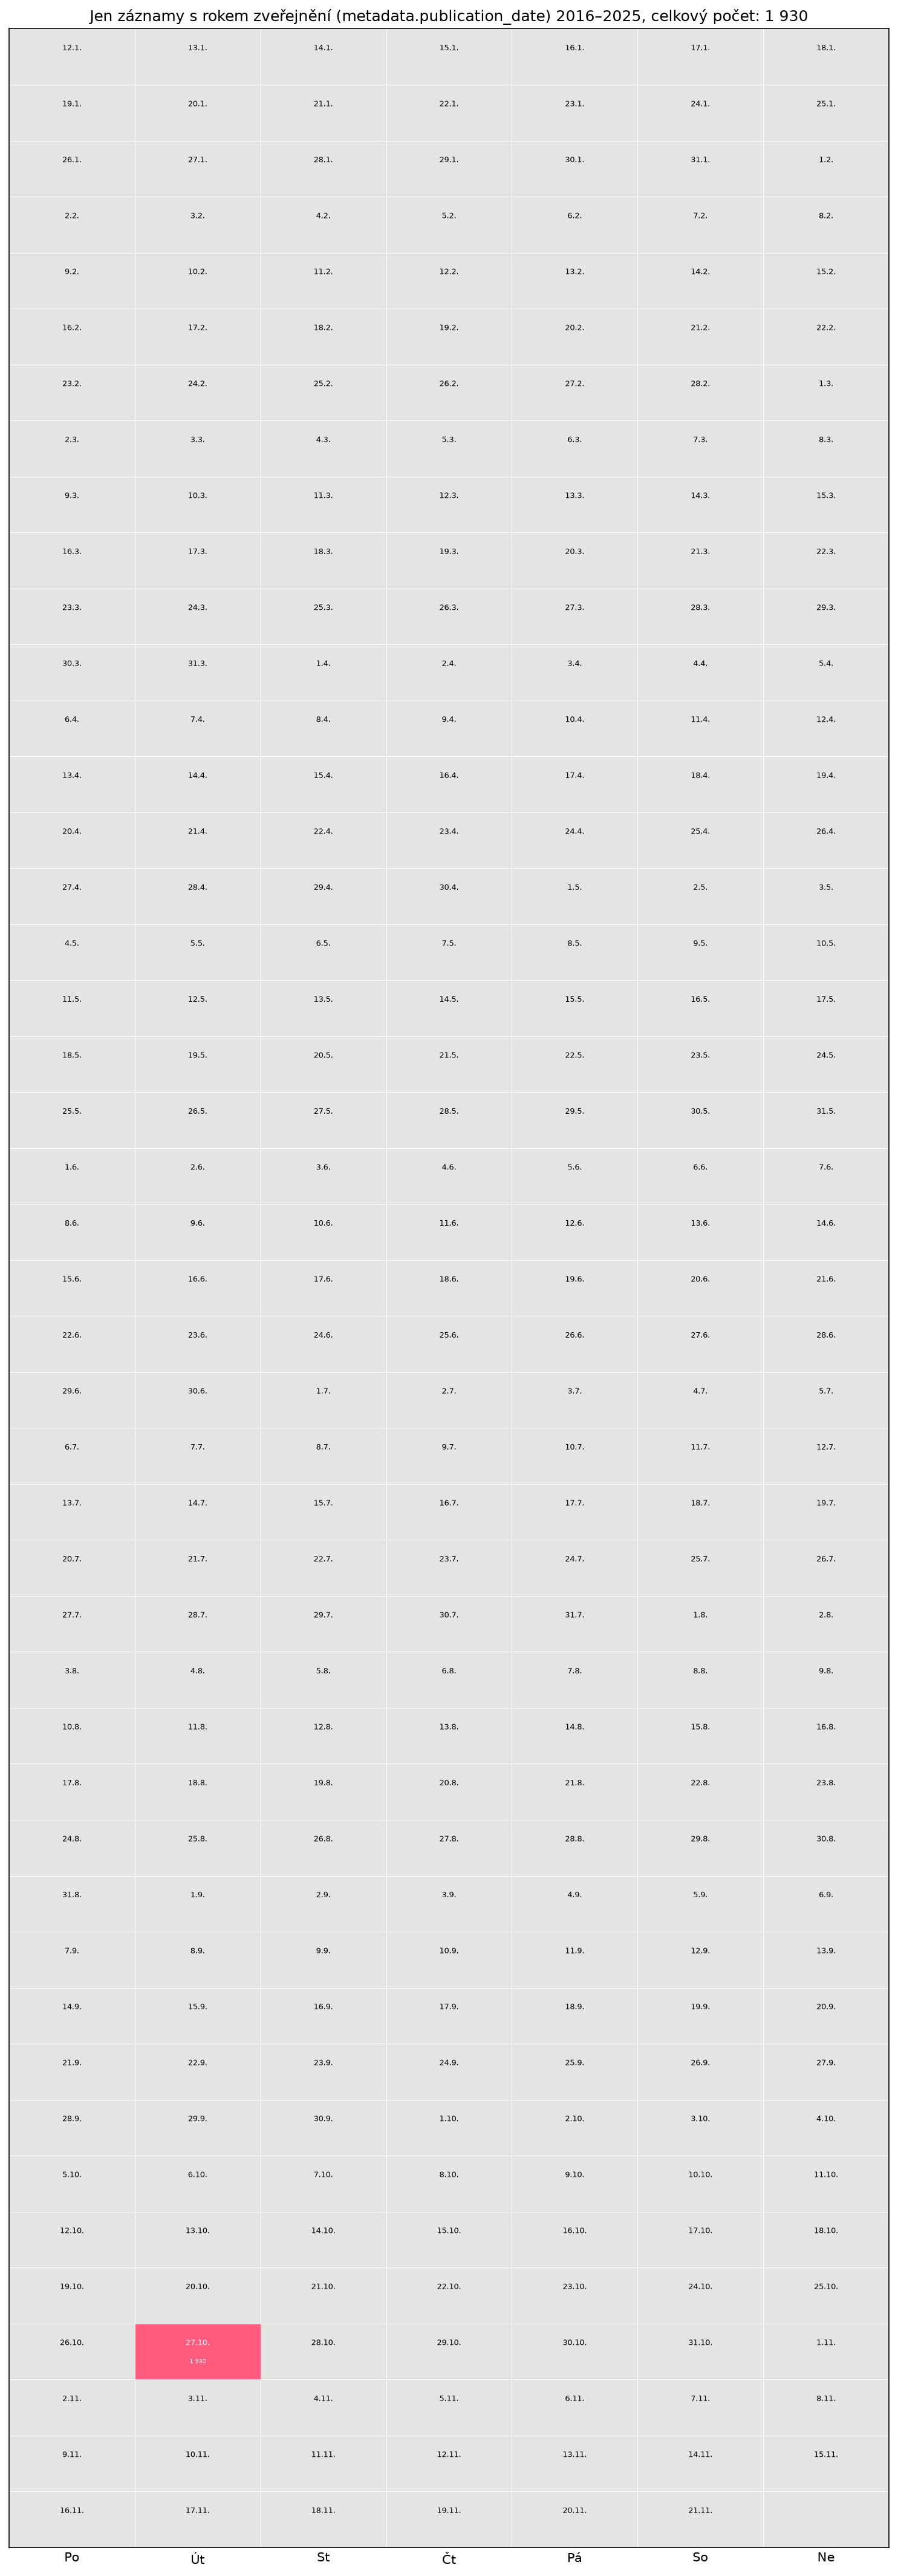 Jen záznamy s rokem zveřejnění (metadata.publication_date) 2016–2025, celkový počet: 1 930
12.1. 13.1. 14.1. 15.1. 16.1. 17.1. 18.1.
19.1. 20.1. 21.1. 22.1. 23.1. 24.1. 25.1.
26.1. 27.1. 28.1. 29.1. 30.1. 31.1. 1.2.
2.2. 3.2. 4.2. 5.2. 6.2. 7.2. 8.2.
9.2. 10.2. 11.2. 12.2. 13.2. 14.2. 15.2.
16.2. 17.2. 18.2. 19.2. 20.2. 21.2. 22.2.
23.2. 24.2. 25.2. 26.2. 27.2. 28.2. 1.3.
2.3. 3.3. 4.3. 5.3. 6.3. 7.3. 8.3.
9.3. 10.3. 11.3. 12.3. 13.3. 14.3. 15.3.
16.3. 17.3. 18.3. 19.3. 20.3. 21.3. 22.3.
23.3. 24.3. 25.3. 26.3. 27.3. 28.3. 29.3.
30.3. 31.3. 1.4. 2.4. 3.4. 4.4. 5.4.
6.4. 7.4. 8.4. 9.4. 10.4. 11.4. 12.4.
13.4. 14.4. 15.4. 16.4. 17.4. 18.4. 19.4.
20.4. 21.4. 22.4. 23.4. 24.4. 25.4. 26.4.
27.4. 28.4. 29.4. 30.4. 1.5. 2.5. 3.5.
4.5. 5.5. 6.5. 7.5. 8.5. 9.5. 10.5.
11.5. 12.5. 13.5. 14.5. 15.5. 16.5. 17.5.
18.5. 19.5. 20.5. 21.5. 22.5. 23.5. 24.5.
25.5. 26.5. 27.5. 28.5. 29.5. 30.5. 31.5.
1.6. 2.6. 3.6. 4.6. 5.6. 6.6. 7.6.
8.6. 9.6. 10.6. 11.6. 12.6. 13.6. 14.6.
15.6. 16.6. 17.6. 18.6. 19.6. 20.6. 21.6.
22.6. 23.6. 24.6. 25.6. 26.6. 27.6. 28.6.
29.6. 30.6. 1.7. 2.7. 3.7. 4.7. 5.7.
6.7. 7.7. 8.7. 9.7. 10.7. 11.7. 12.7.
13.7. 14.7. 15.7. 16.7. 17.7. 18.7. 19.7.
20.7. 21.7. 22.7. 23.7. 24.7. 25.7. 26.7.
27.7. 28.7. 29.7. 30.7. 31.7. 1.8. 2.8.
3.8. 4.8. 5.8. 6.8. 7.8. 8.8. 9.8.
10.8. 11.8. 12.8. 13.8. 14.8. 15.8. 16.8.
17.8. 18.8. 19.8. 20.8. 21.8. 22.8. 23.8.
24.8. 25.8. 26.8. 27.8. 28.8. 29.8. 30.8.
31.8. 1.9. 2.9. 3.9. 4.9. 5.9. 6.9.
7.9. 8.9. 9.9. 10.9. 11.9. 12.9. 13.9.
14.9. 15.9. 16.9. 17.9. 18.9. 19.9. 20.9.
21.9. 22.9. 23.9. 24.9. 25.9. 26.9. 27.9.
28.9. 29.9. 30.9. 1.10. 2.10. 3.10. 4.10.
5.10. 6.10. 7.10. 8.10. 9.10. 10.10. 11.10.
12.10. 13.10. 14.10. 15.10. 16.10. 17.10. 18.10.
19.10. 20.10. 21.10. 22.10. 23.10. 24.10. 25.10.
26.10. 27.10. 28.10. 29.10. 30.10. 31.10. 1.11.
1 930
2.11. 3.11. 4.11. 5.11. 6.11. 7.11. 8.11.
9.11. 10.11. 11.11. 12.11. 13.11. 14.11. 15.11.
16.11. 17.11. 18.11. 19.11. 20.11. 21.11.
Po Út St Čt Pá So Ne